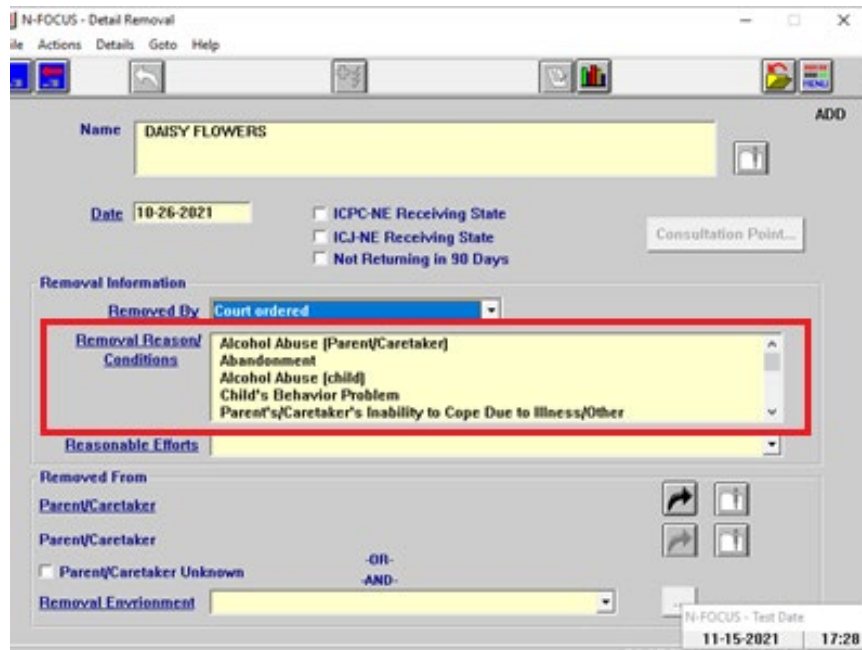 N-FOCUS - Detail Removal
ile Actions Details Goto Help
MENU
ADD
Name DAISY FLOWERS
Date 10-26-2021
ICPC-NE Receiving State
ICJ-NE Receiving State
Not Returning in 90 Days
Consultation Point...
Removal Information
Removed By Court ordered
Removal Reason/
Conditions
Alcohol Abuse (Parent/Caretaker)
Abandonment
Alcohol Abuse (child)
Child's Behavior Problem
Parent's/Caretaker's Inability to Cope Due to Illness/Other
Reasonable Efforts
Removed From
Parent/Caretaker
Parent/Caretaker
Parent/Caretaker Unknown
-OR-
-AND-
Removal Envrionment
...
N-FOCUS - Test Date
11-15-2021 17:28